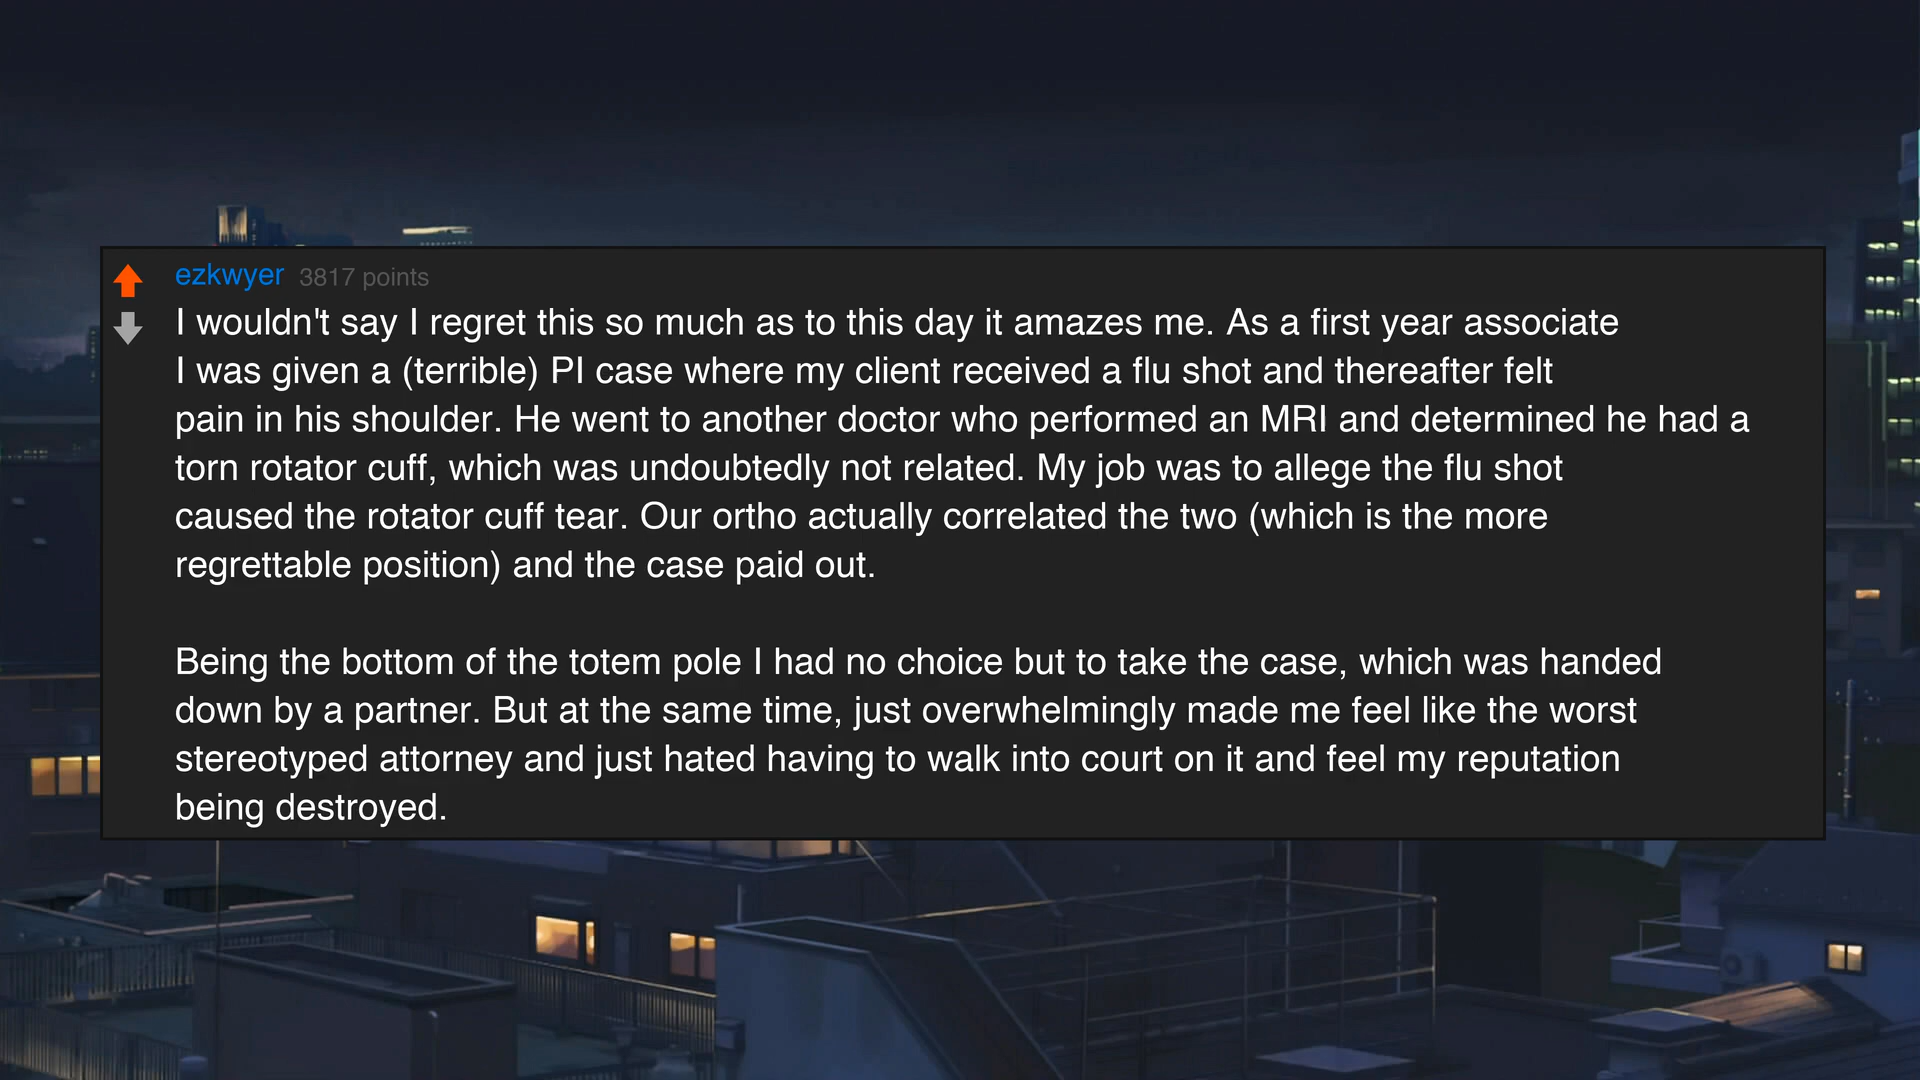 ezkwyer 3817 points
I wouldn't say I regret this so much as to this day it amazes me. As a first year associate
I was given a (terrible) PI case where my client received a flu shot and thereafter felt
pain in his shoulder. He went to another doctor who performed an MRI and determined he had a
torn rotator cuff, which was undoubtedly not related. My job was to allege the flu shot
caused the rotator cuff tear. Our ortho actually correlated the two (which is the more
regrettable position) and the case paid out.
Being the bottom of the totem pole I had no choice but to take the case, which was handed
down by a partner. But at the same time, just overwhelmingly made me feel like the worst
stereotyped attorney and just hated having to walk into court on it and feel my reputation
being destroyed.